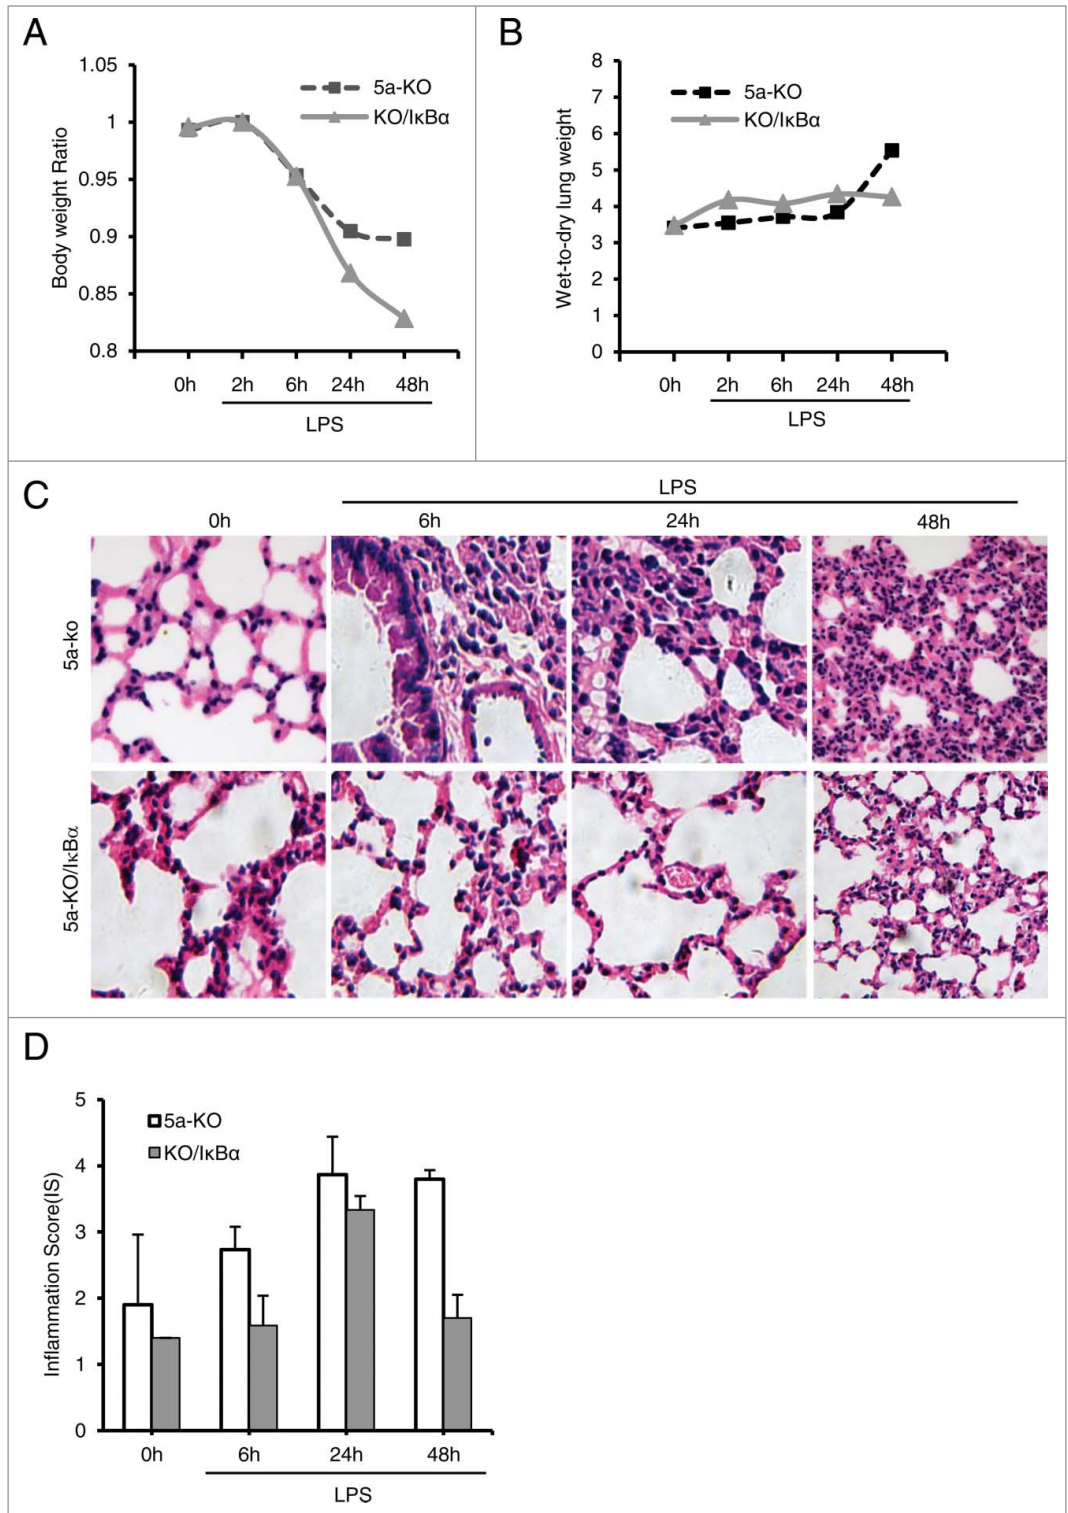 A
1.05
1
0.95
0.9
0.85
0.8
Body weight Ratio
5a-KO
KO/IκBα
0h 2h 6h 24h 48h
LPS
B
8
7
6
5
4
3
2
1
0
Wet-to-dry lung weight
5a-KO
KO/IκBα
0h 2h 6h 24h 48h
LPS
C
LPS
0h 6h 24h 48h
5a-ko
5a-KO/IκBα
D
5
4
3
2
1
0
Inflammation Score(IS)
5a-KO
KO/IκBα
0h 6h 24h 48h
LPS